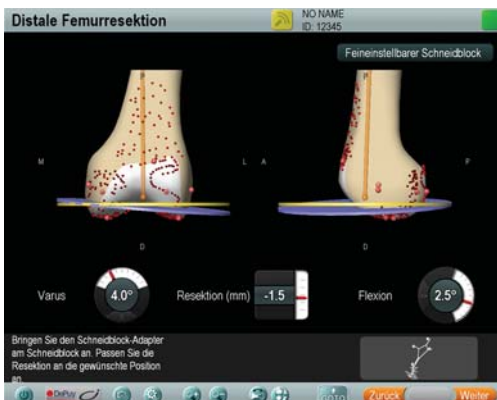 Distale Femurresektion
NO NAME
ID: 12345
Feineinstellbarer Schneidblock
P P
M L A P
D D
Varus 4.0° Resektion (mm) -1.5 Flexion 2.5°
Bringen Sie den Schneidblock-Adapter
am Schneidblock an. Passen Sie die
Resektion an die gewünschte Position
an.
DePuy GOTO Zurück Weiter